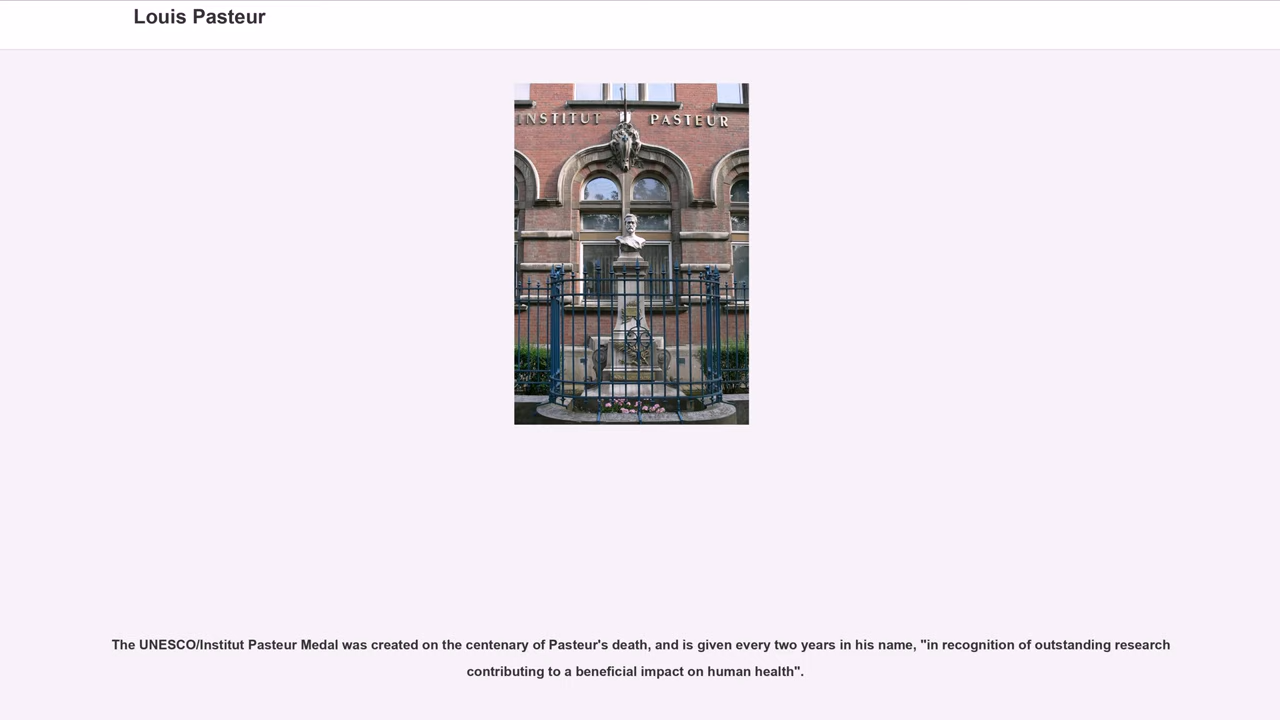 Louis Pasteur
INSTITUT PASTEUR
The UNESCO/Institut Pasteur Medal was created on the centenary of Pasteur's death, and is given every two years in his name, "in recognition of outstanding research
contributing to a beneficial impact on human health".